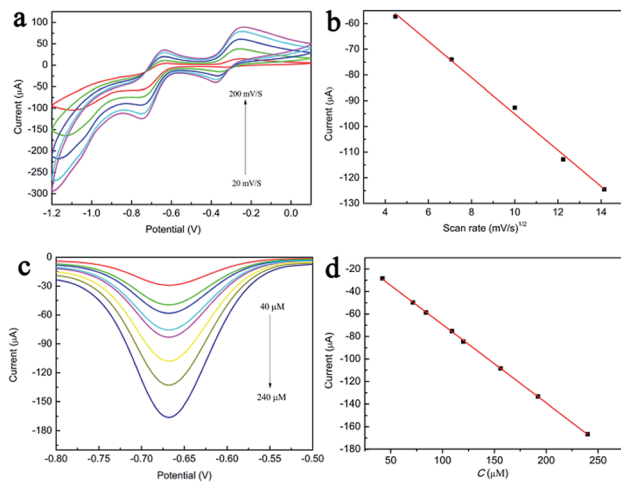 a
100
50
0
-50
-100
-150
-200
-250
-300
Current (μA)
200 mV/S
20 mV/S
-1.2 -1.0 -0.8 -0.6 -0.4 -0.2 0.0
Potential (V)
b
-60
-70
-80
-90
-100
-110
-120
-130
Current (μA)
4 6 8 10 12 14
Scan rate (mV/s)1/2
c
0
-30
-60
-90
-120
-150
-180
Current (μA)
40 μM
240 μM
-0.80 -0.75 -0.70 -0.65 -0.60 -0.55 -0.50
Potential (V)
d
-20
-40
-60
-80
-100
-120
-140
-160
-180
Current (μA)
50 100 150 200 250
C (μM)